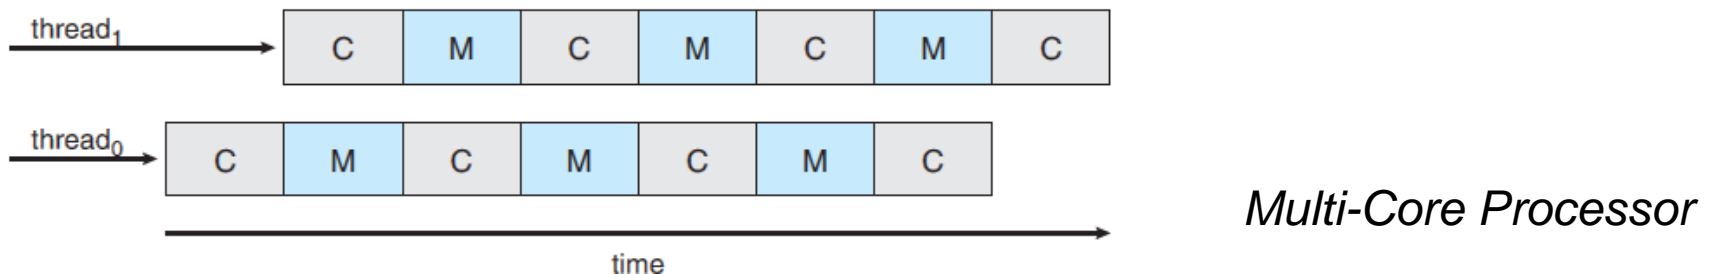 thread₁
C M C M C M C
thread₀
C M C M C M C
Multi-Core Processor
time